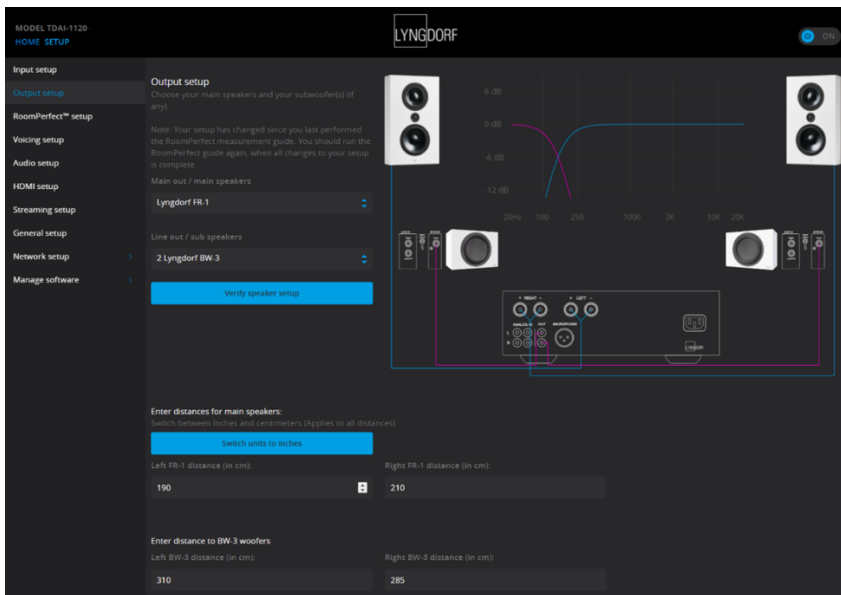 MODEL TDAI-1120
HOME SETUP
LYNGDORF
ON
Input setup
Output setup
RoomPerfect™ setup
Voicing setup
Audio setup
HDMI setup
Streaming setup
General setup
Network setup
Manage software
Output setup
Choose your main speakers and your subwoofer(s) (if
any)
Note: Your setup has changed since you last performed
the RoomPerfect measurement guide. You should run the
RoomPerfect guide again, when all changes to your setup
is complete.
Main out / main speakers
Lyngdorf FR-1
Line out / sub speakers
2 Lyngdorf BW-3
Verify speaker setup
6 dB
0 dB
-6 dB
-12 dB
20Hz 100 250 1000 3K 10K 20K
+ RIGHT - + LEFT -
ANALOG IN OUT MICROPHONE
L
R
LYNGDORF
Enter distances for main speakers:
Switch between Inches and centimeters (Applies to all distances)
Switch units to inches
Left FR-1 distance (in cm): Right FR-1 distance (in cm):
190 210
Enter distance to BW-3 woofers
Left BW-3 distance (in cm): Right BW-3 distance (in cm):
310 285